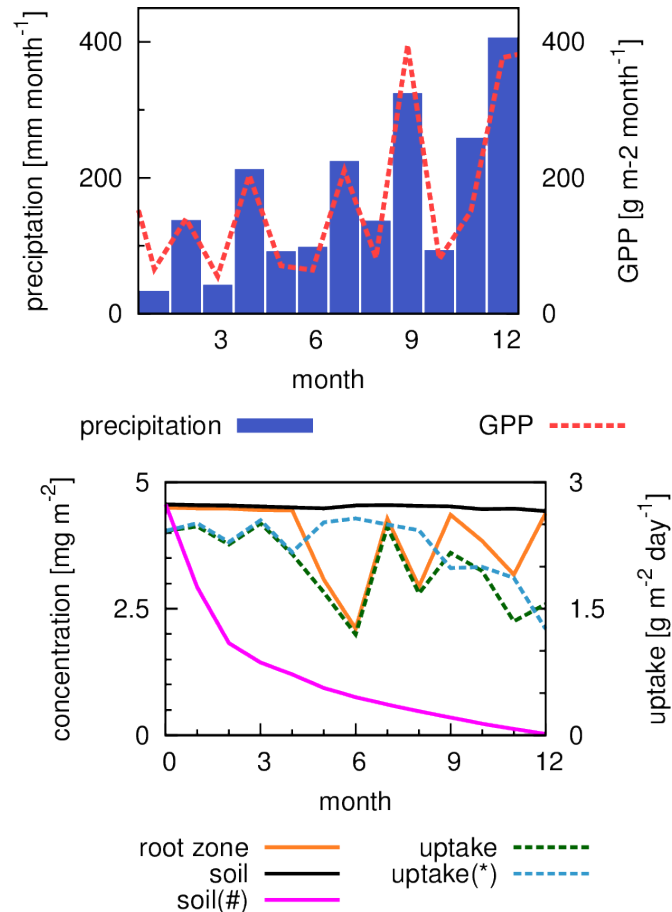 400
200
0
3
6
9
12
400
200
0
preciptation [mm month⁻¹]
GPP [g m-2 month⁻¹]
month
precipitation
GPP
5
2.5
0
0
3
6
9
12
3
1.5
0
concentration [mg m⁻²]
uptake [g m⁻² day⁻¹]
month
root zone
uptake
soil
uptake(*)
soil(#)